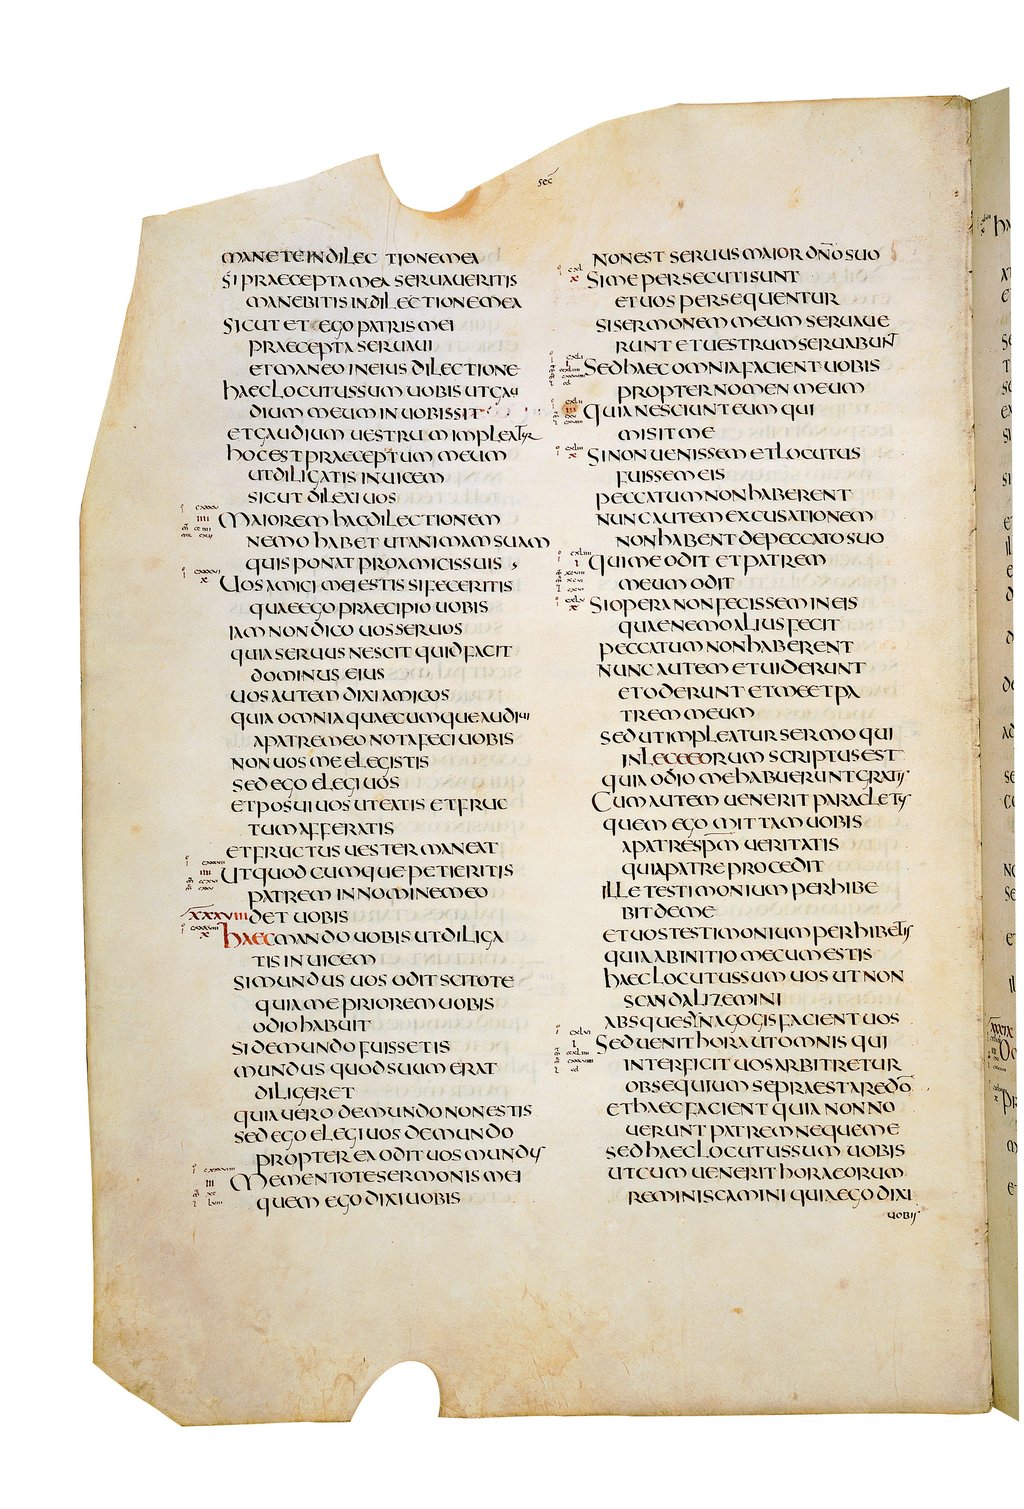 sec
MANETE IN DILECTIONE MEA
SI PRAECEPTA MEA SERUAUERITIS
MANEBITIS IN DILECTIONE MEA
SICUT ET EGO PATRIS MEI
PRAECEPTA SERUAUI
ET MANEO IN EIUS DILECTIONE
HAEC LOCUTUS SUM UOBIS UT GAU
DIUM MEUM IN UOBIS SIT
ET GAUDIUM UESTRUM IMPLEATUR
HOC EST PRAECEPTUM MEUM
UT DILIGATIS INUICEM
SICUT DILEXI UOS
MAIOREM HAC DILECTIONEM
NEMO HABET UT ANIMAM SUAM
QUIS PONAT PRO AMICIS SUIS
UOS AMICI MEI ESTIS SI FECERITIS
QUAE EGO PRAECIPIO UOBIS
IAM NON DICO UOS SERUOS
QUIA SERUUS NESCIT QUID FACIT
DOMINUS EIUS
UOS AUTEM DIXI AMICOS
QUIA OMNIA QUAECUMQUE AUDIUI
A PATRE MEO NOTA FECI UOBIS
NON UOS ME ELEGISTIS
SED EGO ELEGI UOS
ET POSUI UOS UT EATIS ET FRUC
TUM AFFERATIS
ET FRUCTUS UESTER MANEAT
UT QUODCUMQUE PETIERITIS
PATREM IN NOMINE MEO
XXXVIII DET UOBIS
HAEC MANDO UOBIS UT DILIGA
TIS INUICEM
SI MUNDUS UOS ODIT SCITOTE
QUIA ME PRIOREM UOBIS
ODIO HABUIT
SI DE MUNDO FUISSETIS
MUNDUS QUOD SUUM ERAT
DILIGERET
QUIA UERO DE MUNDO NON ESTIS
SED EGO ELEGI UOS DE MUNDO
PROPTEREA ODIT UOS MUNDUS
MEMENTOTE SERMONIS MEI
QUEM EGO DIXI UOBIS
NON EST SERUUS MAIOR DNO SUO
SI ME PERSECUTI SUNT
ET UOS PERSEQUENTUR
SI SERMONEM MEUM SERUAUE
RUNT ET UESTRUM SERUABUNT
SED HAEC OMNIA FACIENT UOBIS
PROPTER NOMEN MEUM
QUIA NESCIUNT EUM QUI
MISIT ME
SI NON UENISSEM ET LOCUTUS
FUISSEM EIS
PECCATUM NON HABERENT
NUNC AUTEM EXCUSATIONEM
NON HABENT DE PECCATO SUO
QUI ME ODIT ET PATREM
MEUM ODIT
SI OPERA NON FECISSEM IN EIS
QUAE NEMO ALIUS FECIT
PECCATUM NON HABERENT
NUNC AUTEM ET UIDERUNT
ET ODERUNT ET ME ET PA
TREM MEUM
SED UT IMPLEATUR SERMO QUI
IN LEGE EORUM SCRIPTUS EST
QUIA ODIO ME HABUERUNT GRATIS
CUM AUTEM UENERIT PARACLETUS
QUEM EGO MITTAM UOBIS
A PATRE SPM UERITATIS
QUI A PATRE PROCEDIT
ILLE TESTIMONIUM PERHIBE
BIT DE ME
ET UOS TESTIMONIUM PERHIBETIS
QUIA AB INITIO MECUM ESTIS
HAEC LOCUTUS SUM UOS UT NON
SCANDALIZEMINI
ABSQUE SYNAGOGIS FACIENT UOS
SED UENIT HORA UT OMNIS QUI
INTERFICIT UOS ARBITRETUR
OBSEQUIUM SE PRAESTARE DO
ET HAEC FACIENT QUIA NON NO
UERUNT PATREM NEQUE ME
SED HAEC LOCUTUS SUM UOBIS
UT CUM UENERIT HORA EORUM
REMINISCAMINI QUIA EGO DIXI
UOBIS